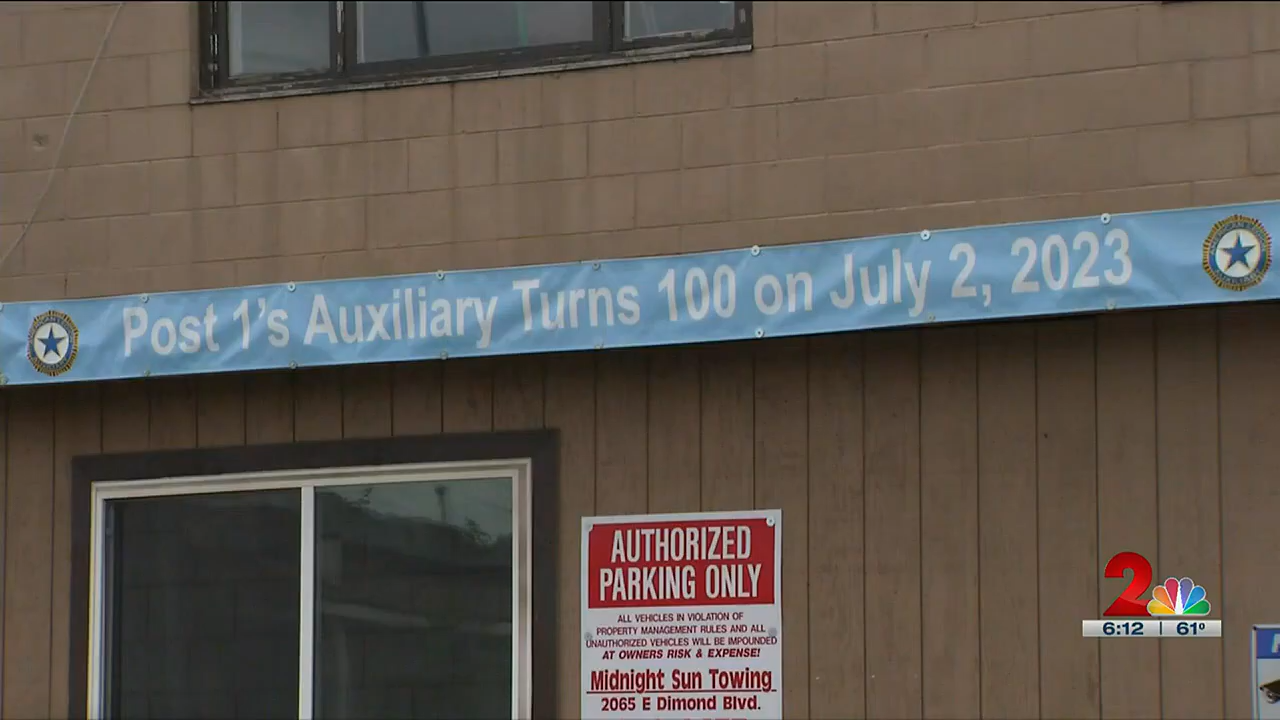 Post 1's Auxiliary Turns 100 on July 2, 2023
AUTHORIZED
PARKING ONLY
ALL VEHICLES IN VIOLATION OF
PROPERTY MANAGEMENT RULES AND ALL
UNAUTHORIZED VEHICLES WILL BE IMPOUNDED
AT OWNERS RISK & EXPENSE!
Midnight Sun Towing
2065 E Dimond Blvd.
2
6:12 | 61°